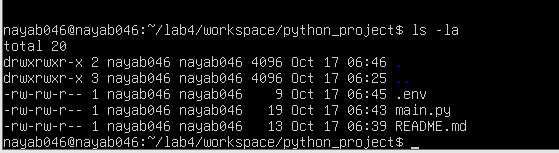 nayab046@nayab046:~/lab4/workspace/python_project$ ls -la
total 20
drwxrwxr-x 2 nayab046 nayab046 4096 Oct 17 06:46 .
drwxrwxr-x 3 nayab046 nayab046 4096 Oct 17 06:25 ..
-rw-rw-r-- 1 nayab046 nayab046    9 Oct 17 06:45 .env
-rw-rw-r-- 1 nayab046 nayab046   19 Oct 17 06:43 main.py
-rw-rw-r-- 1 nayab046 nayab046   13 Oct 17 06:39 README.md
nayab046@nayab046:~/lab4/workspace/python_project$ _